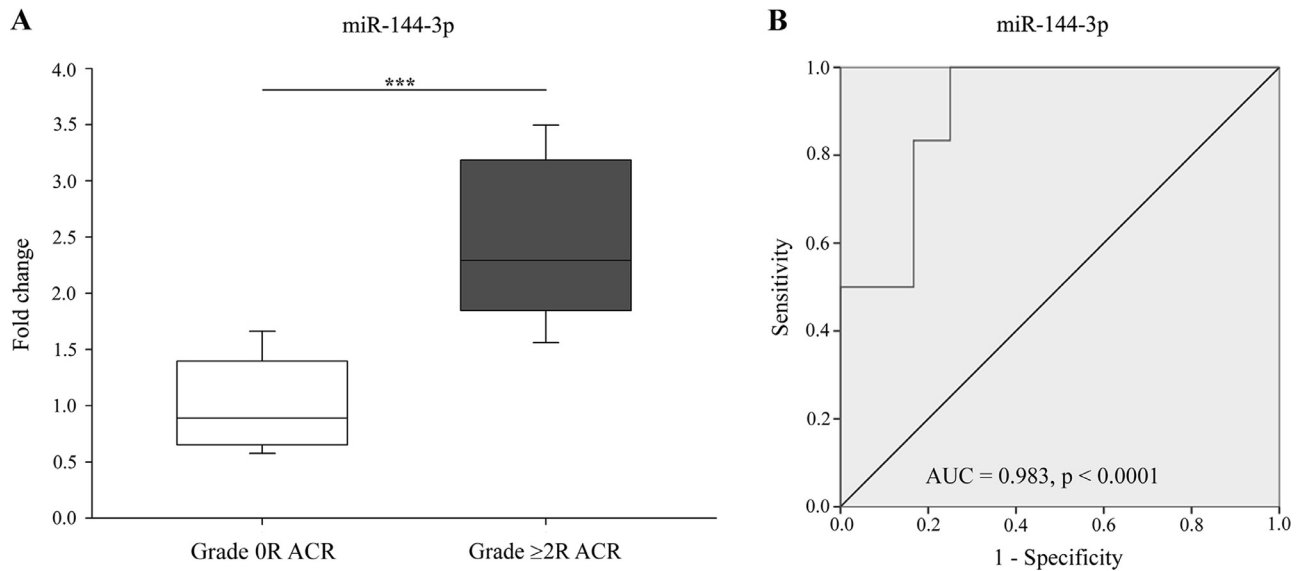 A
miR-144-3p
4.0
3.5
3.0
2.5
2.0
1.5
1.0
0.5
0.0
Fold change
***
Grade 0R ACR
Grade ≥2R ACR
B
miR-144-3p
1.0
0.8
0.6
0.4
0.2
0.0
Sensitivity
AUC = 0.983, p < 0.0001
0.0 0.2 0.4 0.6 0.8 1.0
1 - Specificity